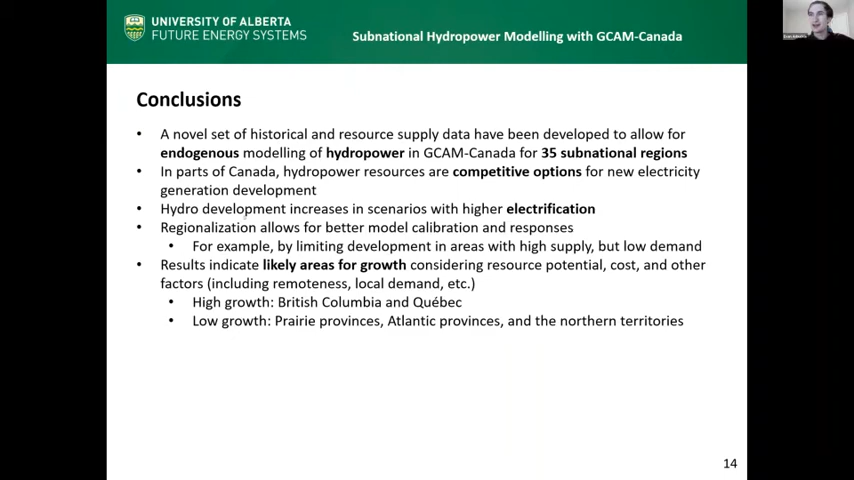 UNIVERSITY OF ALBERTA
FUTURE ENERGY SYSTEMS
Subnational Hydropower Modelling with GCAM-Canada
Conclusions
• A novel set of historical and resource supply data have been developed to allow for
endogenous modelling of hydropower in GCAM-Canada for 35 subnational regions
• In parts of Canada, hydropower resources are competitive options for new electricity
generation development
• Hydro development increases in scenarios with higher electrification
• Regionalization allows for better model calibration and responses
• For example, by limiting development in areas with high supply, but low demand
• Results indicate likely areas for growth considering resource potential, cost, and other
factors (including remoteness, local demand, etc.)
• High growth: British Columbia and Québec
• Low growth: Prairie provinces, Atlantic provinces, and the northern territories
14